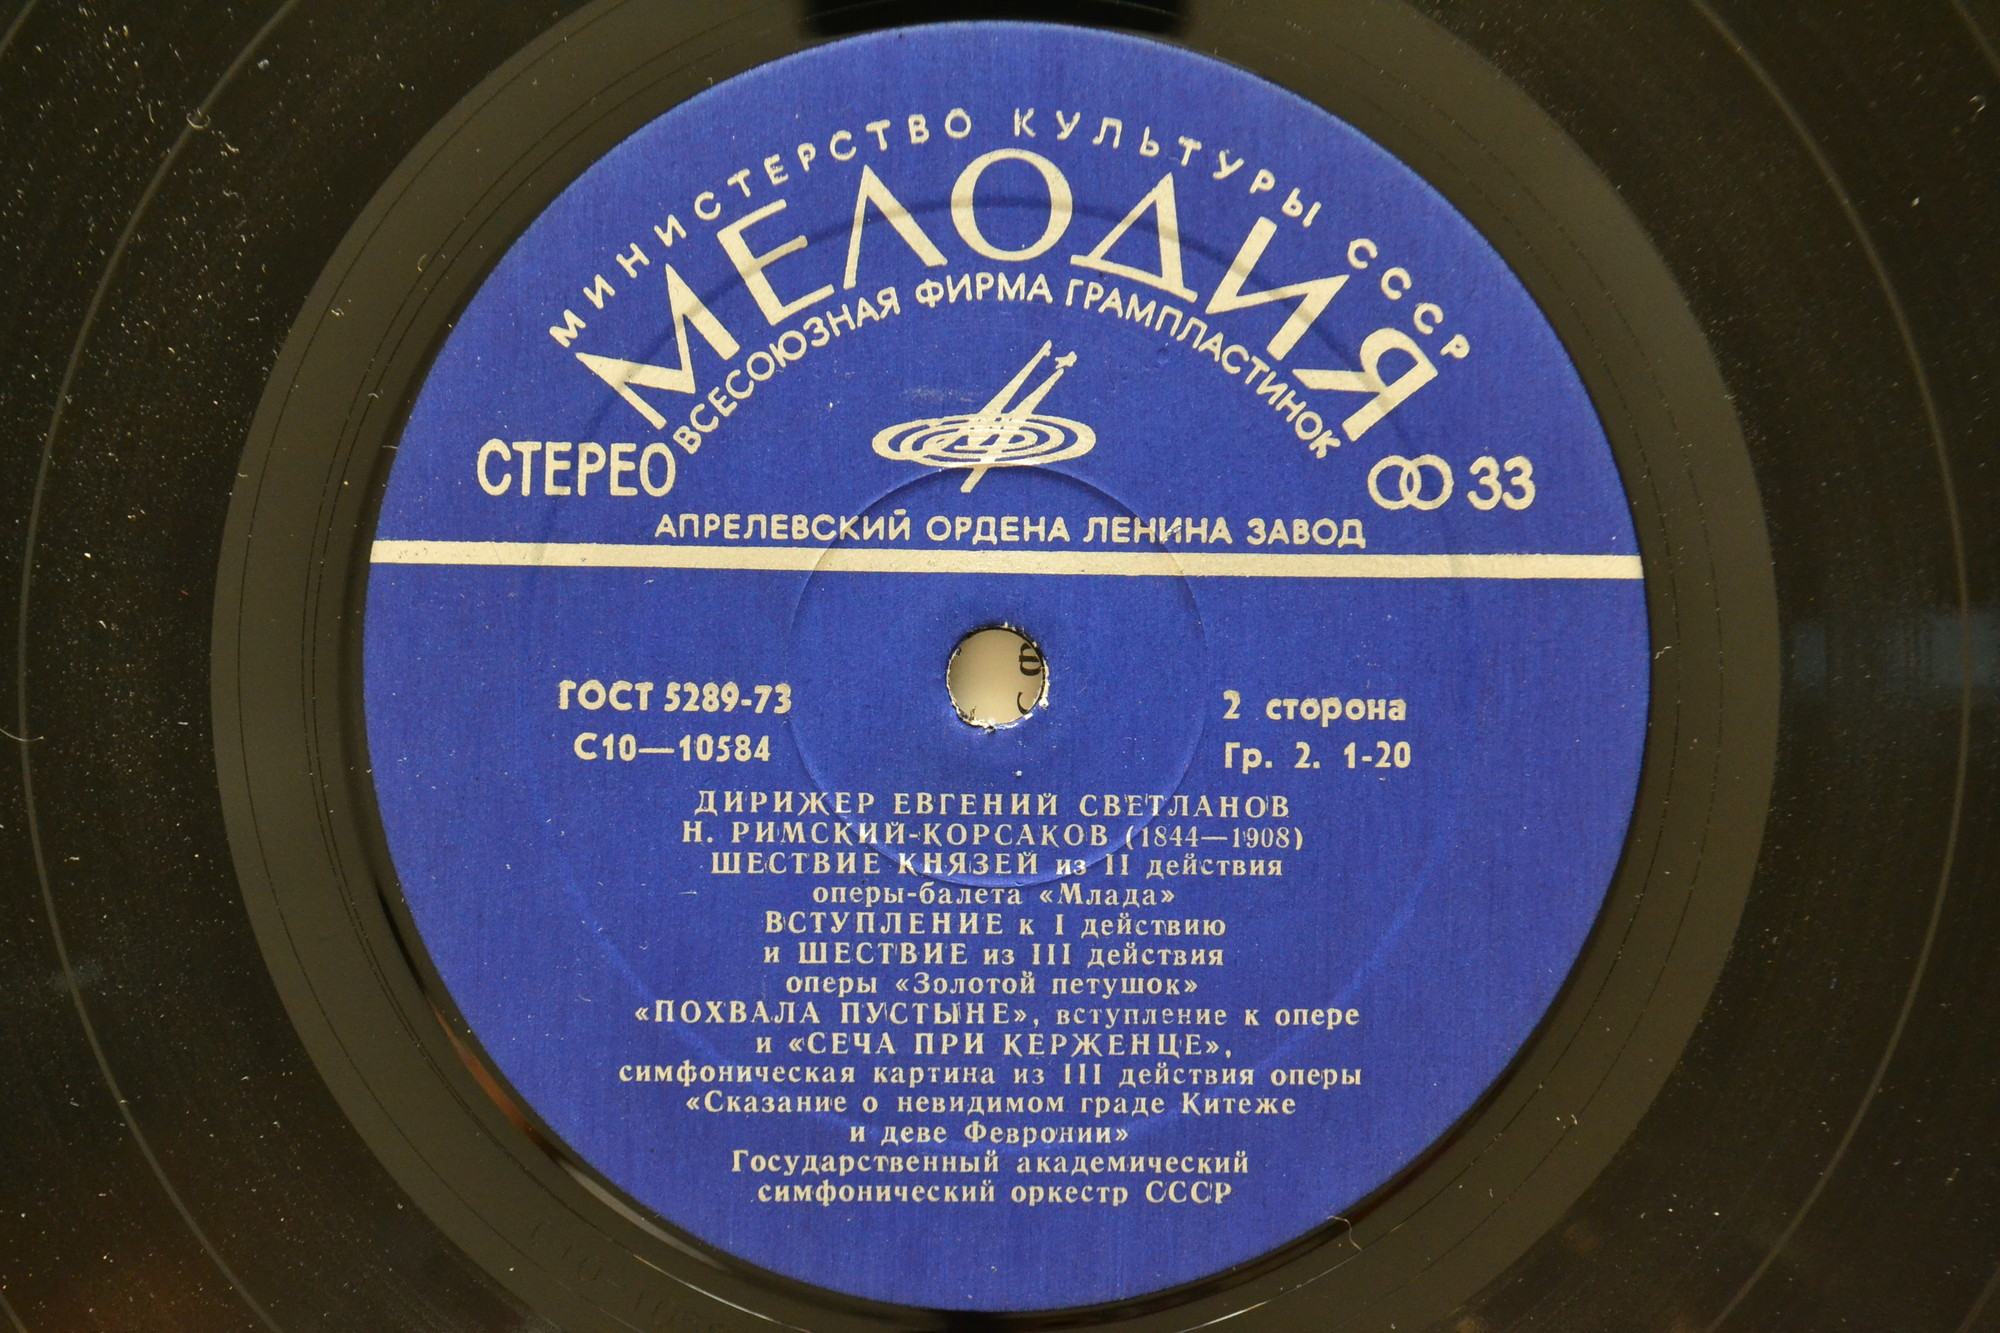 МИНИСТЕРСТВО КУЛЬТУРЫ СССР
МЕЛОДИЯ
ВСЕСОЮЗНАЯ ФИРМА ГРАМПЛАСТИНОК
СТЕРЕО
33
АПРЕЛЕВСКИЙ ОРДЕНА ЛЕНИНА ЗАВОД
ГОСТ 5289-73
2 сторона
С10—10584
Гр. 2. 1-20
ДИРИЖЕР ЕВГЕНИЙ СВЕТЛАНОВ
Н. РИМСКИЙ-КОРСАКОВ (1844—1908)
ШЕСТВИЕ КНЯЗЕЙ из II действия
оперы-балета «Млада»
ВСТУПЛЕНИЕ к I действию
и ШЕСТВИЕ из III действия
оперы «Золотой петушок»
«ПОХВАЛА ПУСТЫНЕ», вступление к опере
и «СЕЧА ПРИ КЕРЖЕНЦЕ»,
симфоническая картина из III действия оперы
«Сказание о невидимом граде Китеже
и деве Февронии»
Государственный академический
симфонический оркестр СССР